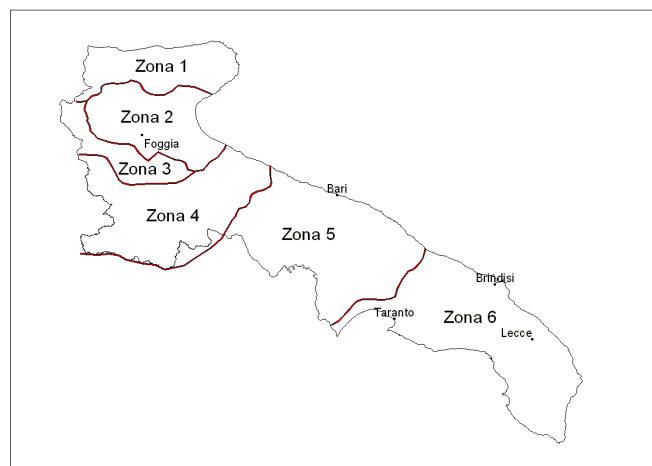 Zona 1
Zona 2
Foggia
Zona 3
Bari
Zona 4
Zona 5
Brindisi
Taranto
Zona 6
Lecce